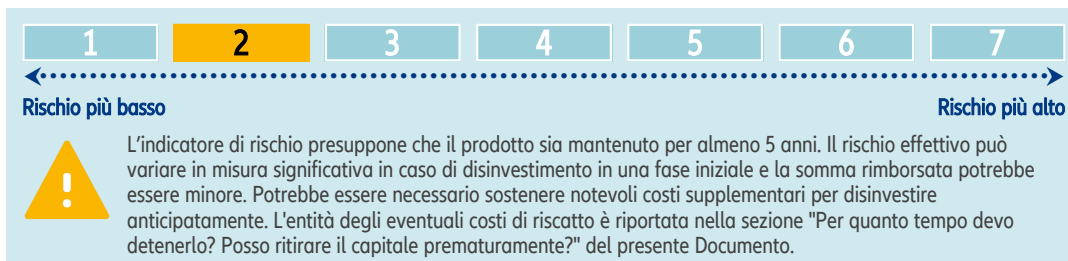 1 2 3 4 5 6 7
Rischio più basso Rischio più alto
L'indicatore di rischio presuppone che il prodotto sia mantenuto per almeno 5 anni. Il rischio effettivo può
variare in misura significativa in caso di disinvestimento in una fase iniziale e la somma rimborsata potrebbe
essere minore. Potrebbe essere necessario sostenere notevoli costi supplementari per disinvestire
anticipatamente. L'entità degli eventuali costi di riscatto è riportata nella sezione "Per quanto tempo devo
detenerlo? Posso ritirare il capitale prematuramente?" del presente Documento.